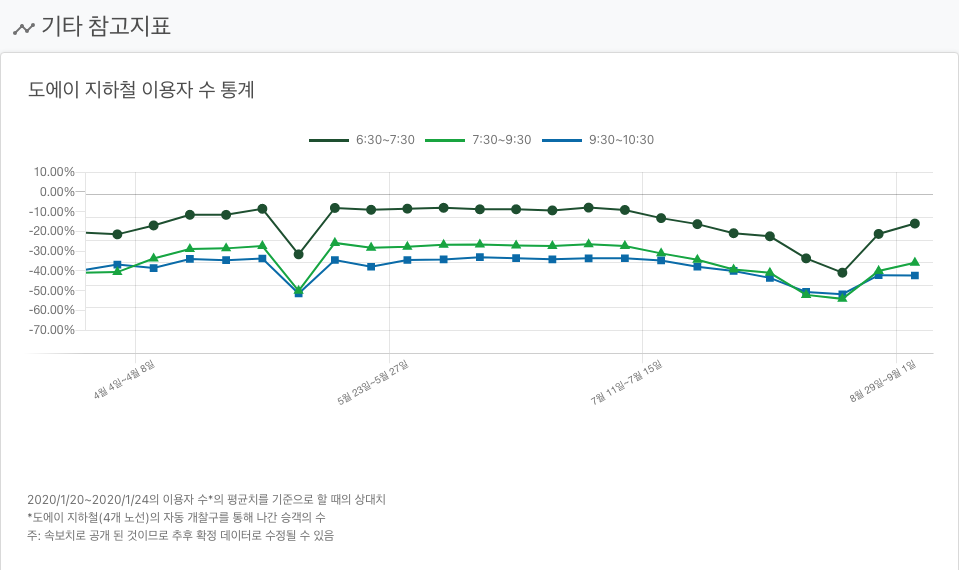 기타 참고지표
도에이 지하철 이용자 수 통계
6:30~7:30 7:30~9:30 9:30~10:30
10.00%
0.00%
-10.00%
-20.00%
-30.00%
-40.00%
-50.00%
-60.00%
-70.00%
4월 4일~4월 8일
5월 23일~5월 27일
7월 11일~7월 15일
8월 29일~9월 1일
2020/1/20~2020/1/24의 이용자 수*의 평균치를 기준으로 할 때의 상대치
*도에이 지하철(4개 노선)의 자동 개찰구를 통해 나간 승객의 수
주: 속보치로 공개 된 것이므로 추후 확정 데이터로 수정될 수 있음